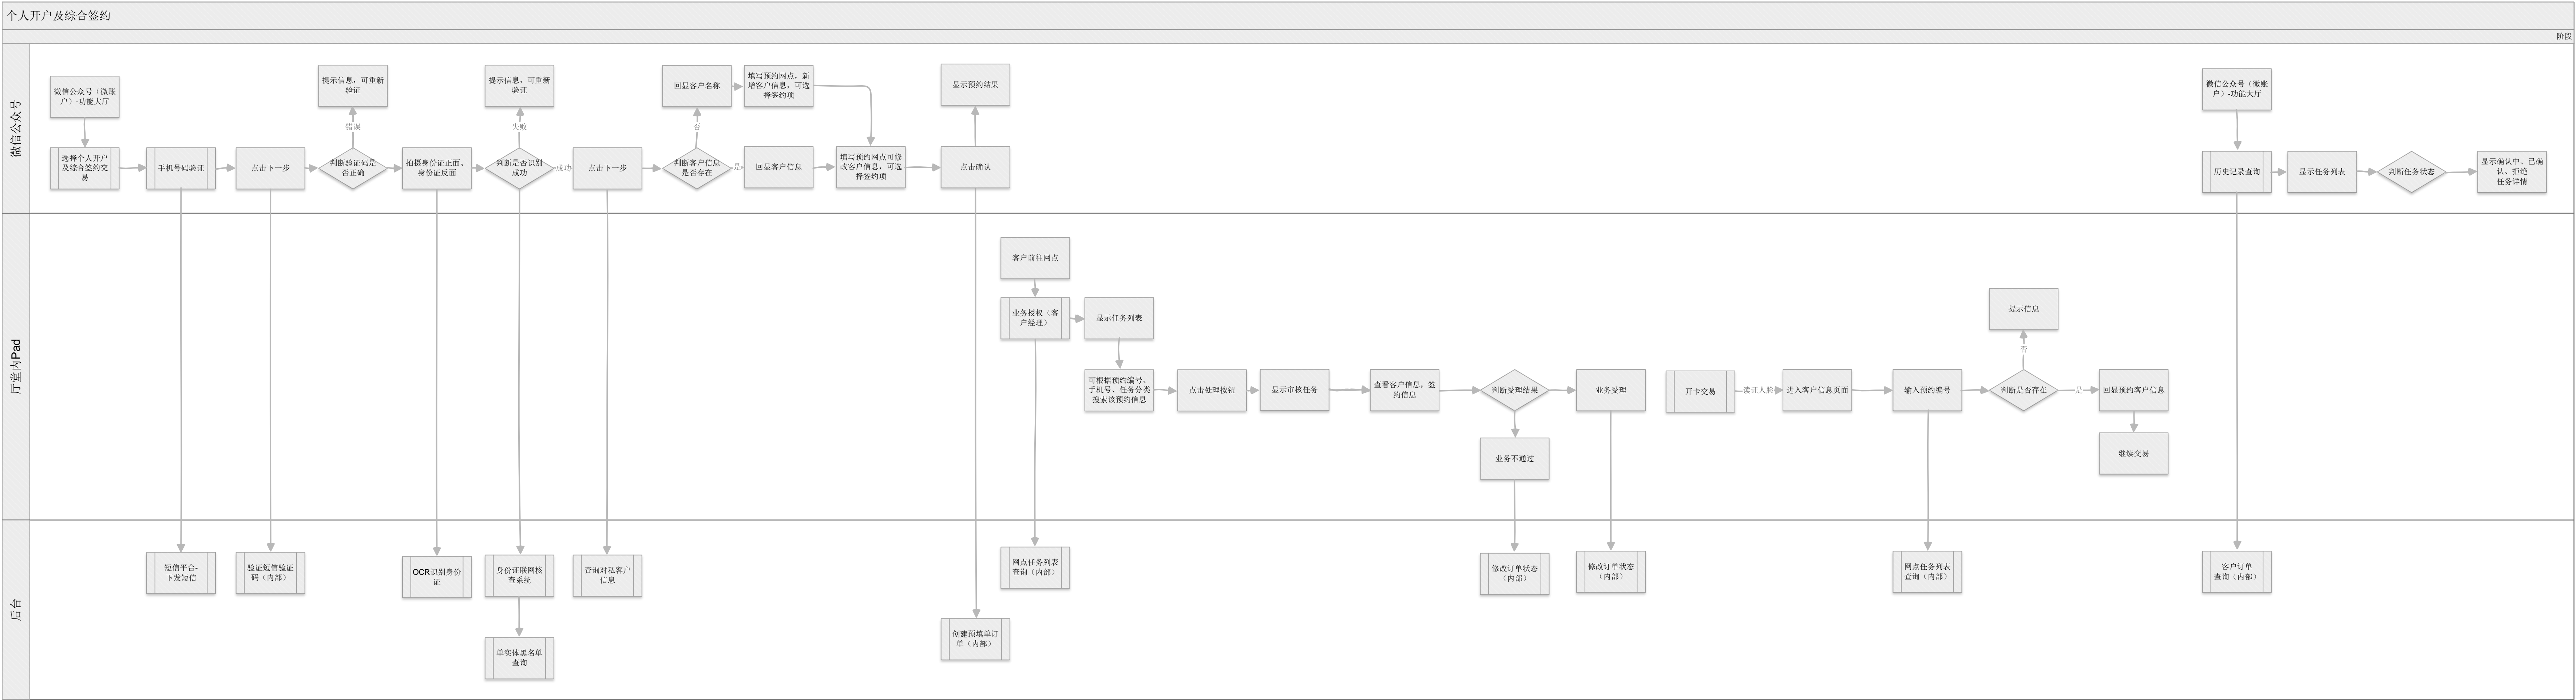 个人开户及综合签约
阶段
微信公众号
微信公众号（微账
户）-功能大厅
选择个人开户
及综合签约交
易
手机号码验证
点击下一步
提示信息，可重新
验证
错误
判断验证码是
否正确
拍摄身份证正面、
身份证反面
提示信息，可重新
验证
失败
判断是否识别
成功
成功
点击下一步
回显客户名称
否
判断客户信息
是否存在
是
填写预约网点，新
增客户信息，可选
择签约项
回显客户信息
填写预约网点可修
改客户信息，可选
择签约项
显示预约结果
点击确认
微信公众号（微账
户）-功能大厅
历史记录查询
显示任务列表
判断任务状态
显示确认中、已确
认、拒绝
任务详情
厅堂内Pad
客户前往网点
业务授权（客
户经理）
显示任务列表
可根据预约编号、
手机号、任务分类
搜索该预约信息
点击处理按钮
显示审核任务
查看客户信息，签
约信息
判断受理结果
业务受理
业务不通过
开卡交易
读证人脸
进入客户信息页面
输入预约编号
提示信息
否
判断是否存在
是
回显预约客户信息
继续交易
后台
短信平台-
下发短信
验证短信验证
码（内部）
OCR识别身份
证
身份证联网核
查系统
单实体黑名单
查询
查询对私客户
信息
创建预填单订
单（内部）
网点任务列表
查询（内部）
修改订单状态
（内部）
修改订单状态
（内部）
网点任务列表
查询（内部）
客户订单
查询（内部）